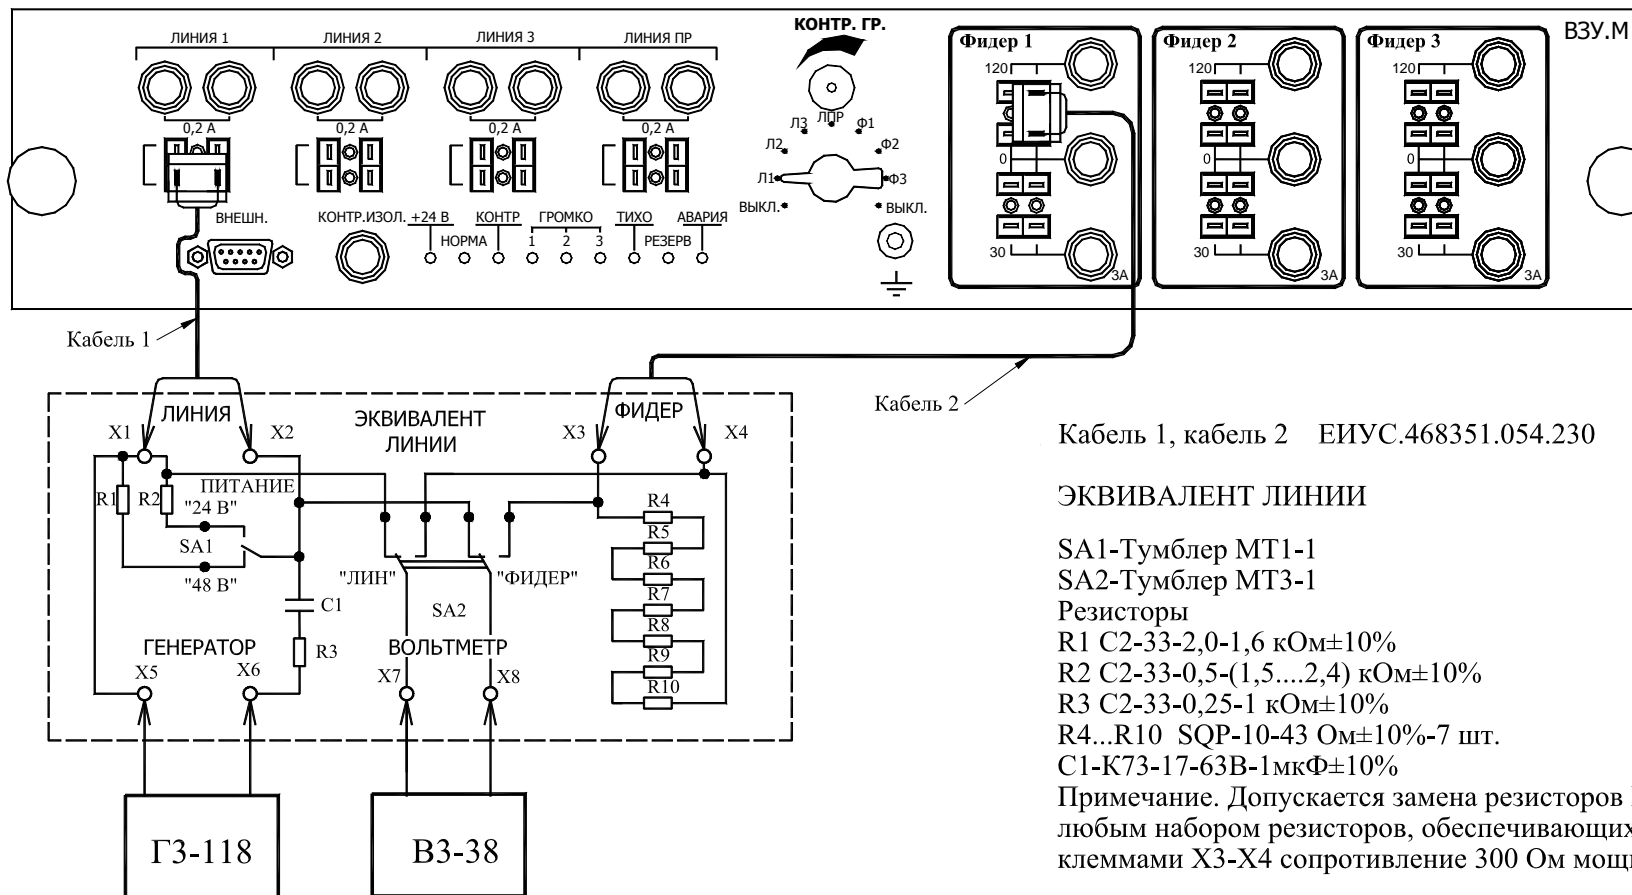 ВЗУ.М
ЛИНИЯ 1 ЛИНИЯ 2 ЛИНИЯ 3 ЛИНИЯ ПР
0,2 А 0,2 А 0,2 А 0,2 А
ВНЕШН.
КОНТР.ИЗОЛ.
+24 В КОНТР ГРОМКО ТИХО АВАРИЯ
НОРМА 1 2 3 РЕЗЕРВ
КОНТР. ГР.
ЛПР
Л3 Ф1
Л2 Ф2
Л1 Ф3
ВЫКЛ. ВЫКЛ.
Фидер 1 Фидер 2 Фидер 3
120 120 120
0 0 0
30 30 30
3А 3А 3А
Кабель 1
Кабель 2
ЛИНИЯ
ЭКВИВАЛЕНТ
ЛИНИИ
ФИДЕР
X1 X2 X3 X4
R1 R2
ПИТАНИЕ
"24 В"
SA1
"48 В"
C1
R3
"ЛИН" "ФИДЕР"
SA2
R4
R5
R6
R7
R8
R9
R10
ГЕНЕРАТОР ВОЛЬТМЕТР
X5 X6 X7 X8
Г3-118 В3-38
Кабель 1, кабель 2 ЕИУС.468351.054.230
ЭКВИВАЛЕНТ ЛИНИИ
SA1-Тумблер МТ1-1
SA2-Тумблер МТ3-1
Резисторы
R1 С2-33-2,0-1,6 кОм±10%
R2 С2-33-0,5-(1,5....2,4) кОм±10%
R3 С2-33-0,25-1 кОм±10%
R4...R10 SQP-10-43 Ом±10%-7 шт.
С1-К73-17-63В-1мкФ±10%
Примечание. Допускается замена резисторов
любым набором резисторов, обеспечивающих
клеммами Х3-Х4 сопротивление 300 Ом